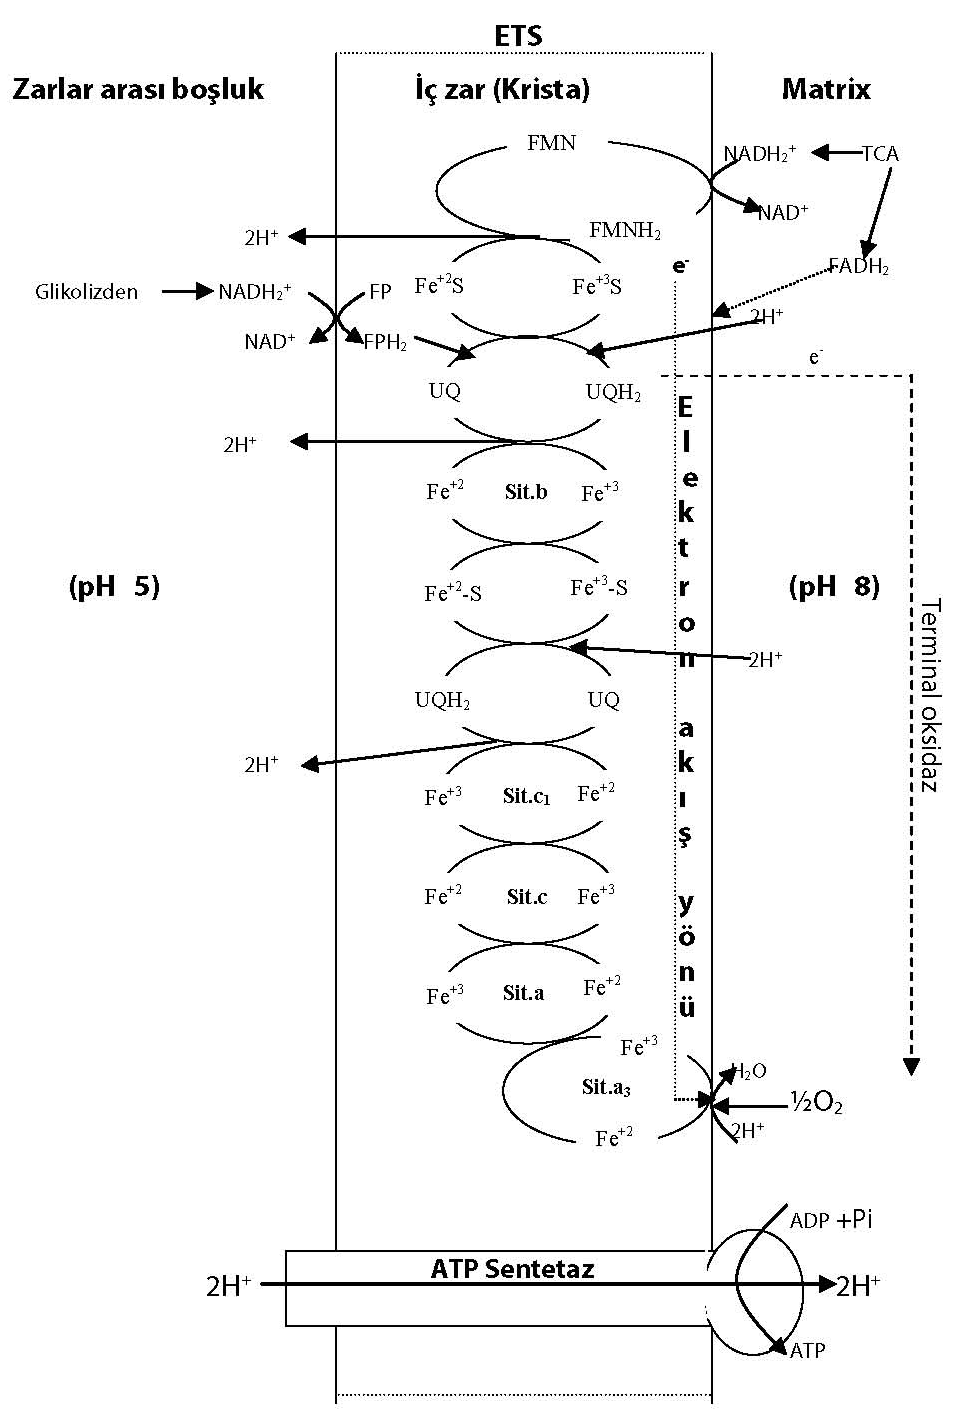 ETS
Zarlar arası boşluk İç zar (Krista) Matrix
FMN
NADH₂⁺ TCA
NAD⁺
2H⁺ FMNH₂
e⁻ FADH₂
Glikolizden NADH₂⁺ FP Fe⁺²S Fe⁺³S
2H⁺
NAD⁺ FPH₂
e⁻
UQ UQH₂
2H⁺
Fe⁺² Sit.b Fe⁺³
(pH 5) Fe⁺²-S Fe⁺³-S (pH 8)
2H⁺
UQH₂ UQ
2H⁺
Fe⁺³ Sit.c₁ Fe⁺²
Fe⁺² Sit.c Fe⁺³
Fe⁺³ Sit.a Fe⁺²
Elektron akış yönü
Terminal oksidaz
Fe⁺³
H₂O
Sit.a₃
½O₂
2H⁺
Fe⁺²
ADP +Pi
ATP Sentetaz
2H⁺ 2H⁺
ATP